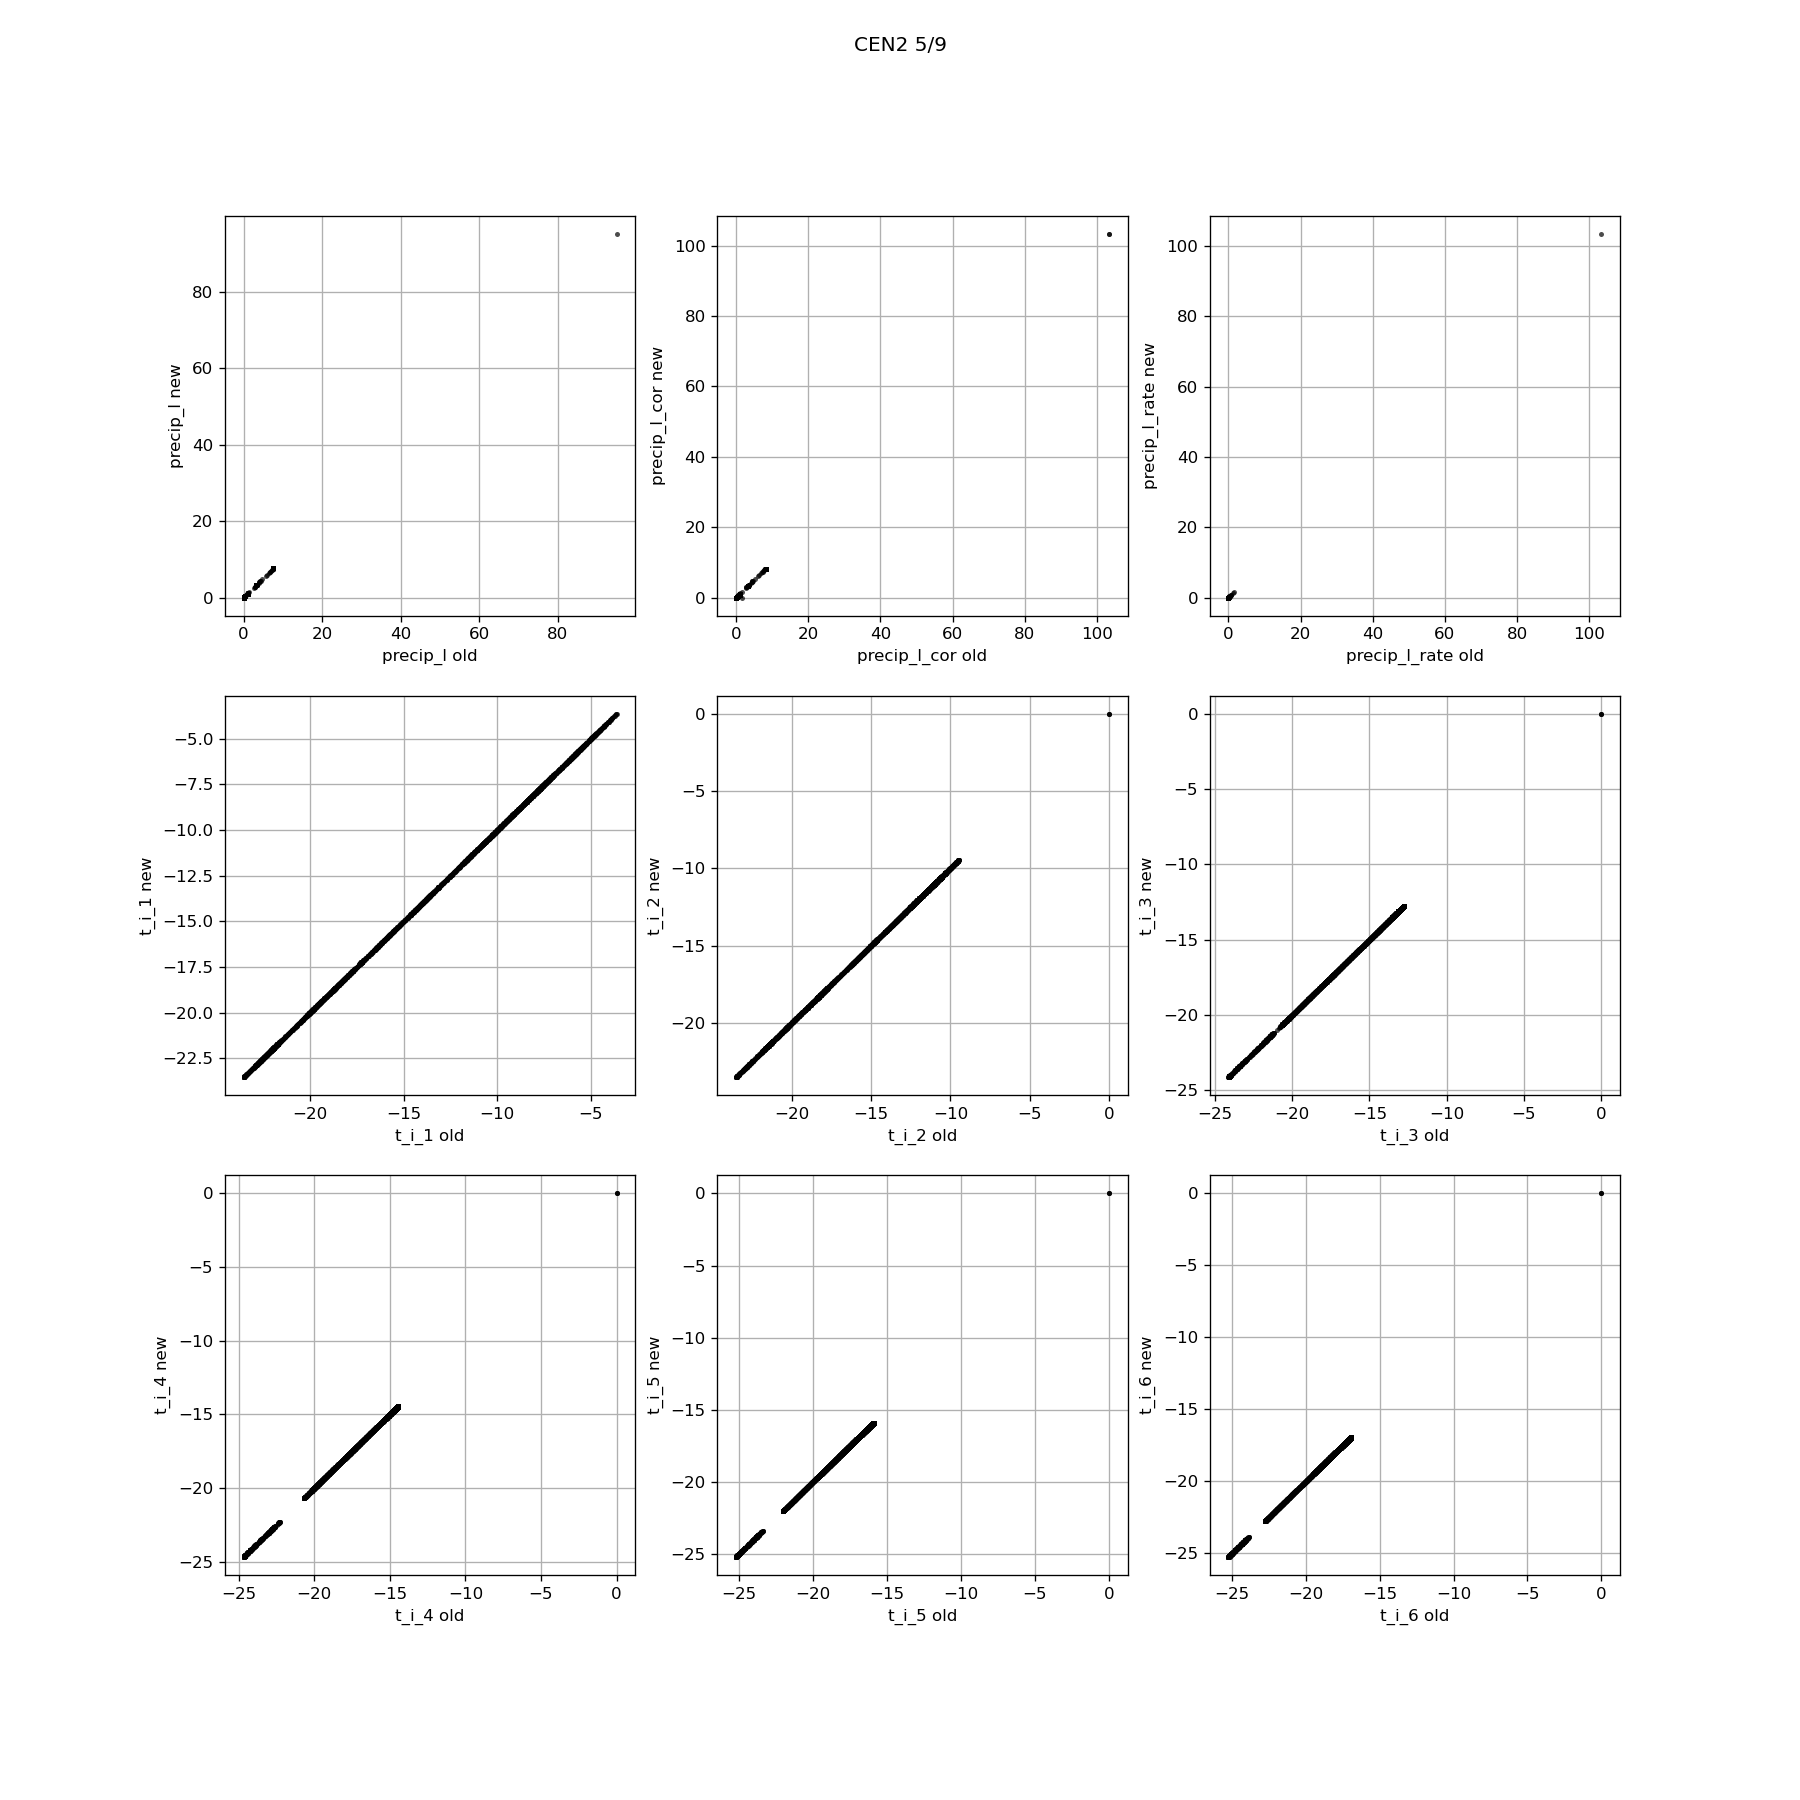 CEN2 5/9
precip_l new
80
60
40
20
0
0 20 40 60 80
precip_l old
precip_l_cor new
100
80
60
40
20
0
0 20 40 60 80 100
precip_l_cor old
precip_l_rate new
100
80
60
40
20
0
0 20 40 60 80 100
precip_l_rate old
t_i_1 new
−5.0
−7.5
−10.0
−12.5
−15.0
−17.5
−20.0
−22.5
−20 −15 −10 −5
t_i_1 old
t_i_2 new
0
−5
−10
−15
−20
−20 −15 −10 −5 0
t_i_2 old
t_i_3 new
0
−5
−10
−15
−20
−25
−25 −20 −15 −10 −5 0
t_i_3 old
t_i_4 new
0
−5
−10
−15
−20
−25
−25 −20 −15 −10 −5 0
t_i_4 old
t_i_5 new
0
−5
−10
−15
−20
−25
−25 −20 −15 −10 −5 0
t_i_5 old
t_i_6 new
0
−5
−10
−15
−20
−25
−25 −20 −15 −10 −5 0
t_i_6 old